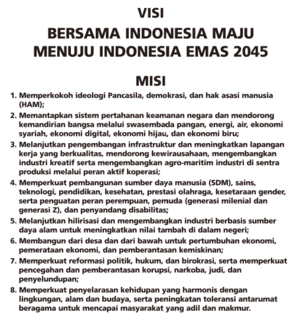 VISI
BERSAMA INDONESIA MAJU
MENUJU INDONESIA EMAS 2045
MISI
1. Memperkokoh ideologi Pancasila, demokrasi, dan hak asasi manusia
(HAM);
2. Memantapkan sistem pertahanan keamanan negara dan mendorong
kemandirian bangsa melalui swasembada pangan, energi, air, ekonomi
syariah, ekonomi digital, ekonomi hijau, dan ekonomi biru;
3. Melanjutkan pengembangan infrastruktur dan meningkatkan lapangan
kerja yang berkualitas, mendorong kewirausahaan, mengembangkan
industri kreatif serta mengembangkan agro-maritim industri di sentra
produksi melalui peran aktif koperasi;
4. Memperkuat pembangunan sumber daya manusia (SDM), sains,
teknologi, pendidikan, kesehatan, prestasi olahraga, kesetaraan gender,
serta penguatan peran perempuan, pemuda (generasi milenial dan
generasi Z), dan penyandang disabilitas;
5. Melanjutkan hilirisasi dan mengembangkan industri berbasis sumber
daya alam untuk meningkatkan nilai tambah di dalam negeri;
6. Membangun dari desa dan dari bawah untuk pertumbuhan ekonomi,
pemerataan ekonomi, dan pemberantasan kemiskinan;
7. Memperkuat reformasi politik, hukum, dan birokrasi, serta memperkuat
pencegahan dan pemberantasan korupsi, narkoba, judi, dan
penyelundupan;
8. Memperkuat penyelarasan kehidupan yang harmonis dengan
lingkungan, alam dan budaya, serta peningkatan toleransi antarumat
beragama untuk mencapai masyarakat yang adil dan makmur.